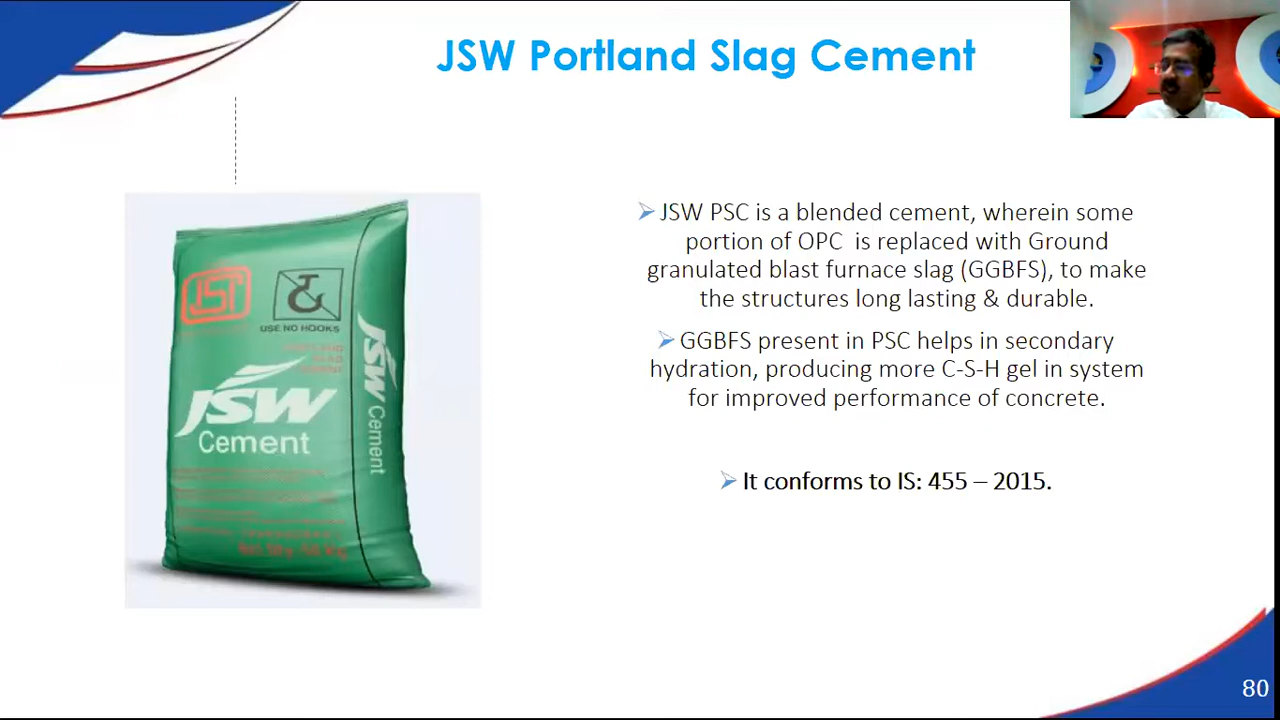 JSW Portland Slag Cement
➢JSW PSC is a blended cement, wherein some
portion of OPC is replaced with Ground
granulated blast furnace slag (GGBFS), to make
the structures long lasting & durable.
➢GGBFS present in PSC helps in secondary
hydration, producing more C-S-H gel in system
for improved performance of concrete.
➢It conforms to IS: 455 – 2015.
USE NO HOOKS
JSW
Cement
JSW Cement
80